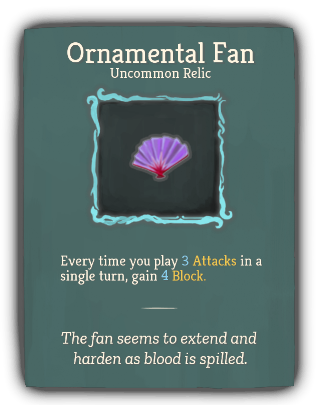 Ornamental Fan
Uncommon Relic
Every time you play 3 Attacks in a
single turn, gain 4 Block.
The fan seems to extend and
harden as blood is spilled.